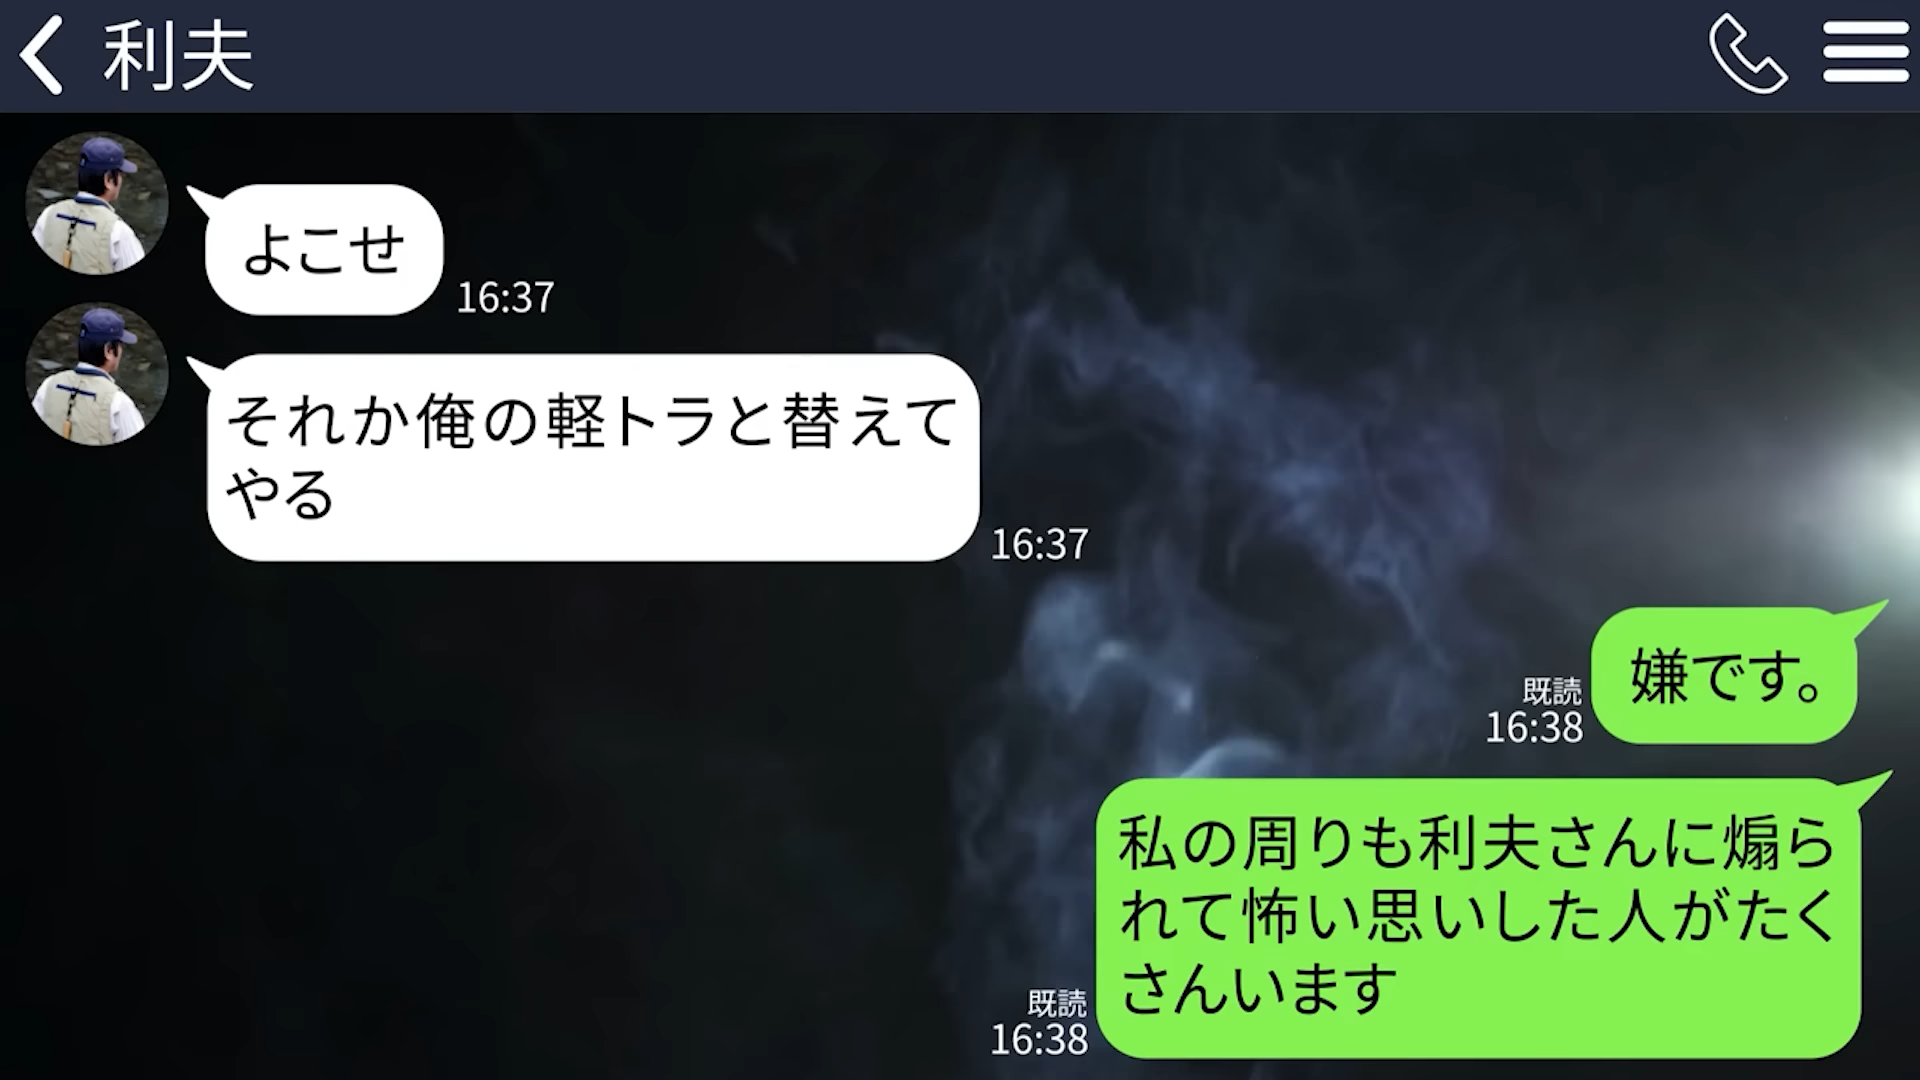 利夫
よこせ
16:37
それか俺の軽トラと替えて
やる
16:37
嫌です。
既読
16:38
私の周りも利夫さんに煽ら
れて怖い思いした人がたく
さんいます
既読
16:38